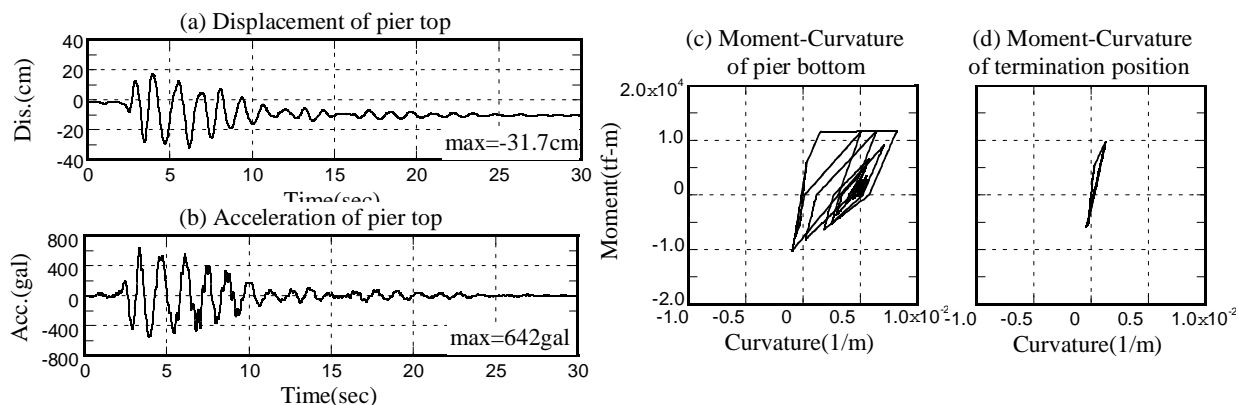 (a) Displacement of pier top
40
20
0
-20
-40
Dis.(cm)
max=-31.7cm
0 5 10 15 20 25 30
Time(sec)
(b) Acceleration of pier top
800
400
0
-400
-800
Acc.(gal)
max=642gal
0 5 10 15 20 25 30
Time(sec)
(c) Moment-Curvature
of pier bottom
2.0x10⁴
1.0
0
-1.0
-2.0
Moment(tf-m)
-1.0 -0.5 0 0.5 1.0x10⁻²
Curvature(1/m)
(d) Moment-Curvature
of termination position
-1.0 -0.5 0 0.5 1.0x10⁻²
Curvature(1/m)